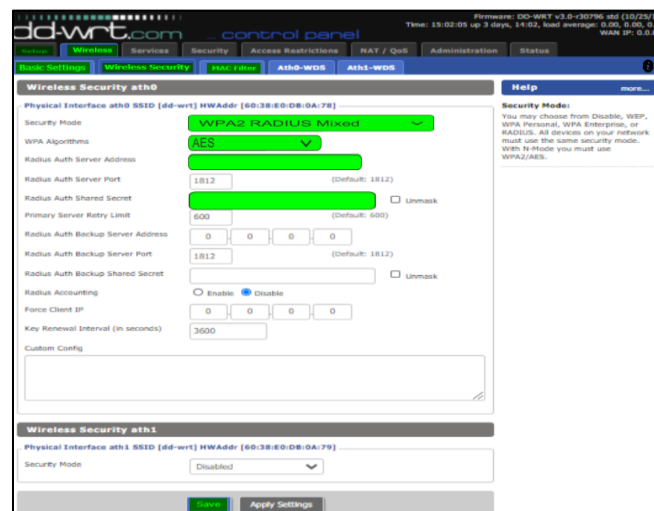 Firmware: DD-WRT v3.0-r30796 std (10/25/1
dd-wrt.com ... control panel
Time: 15:02:05 up 3 days, 14:02, load average: 0.00, 0.00, 0.
WAN IP: 0.0.
Setup Wireless Services Security Access Restrictions NAT / QoS Administration Status
Basic Settings Wireless Security MAC Filter Ath0-WDS Ath1-WDS
Wireless Security ath0
Help more...
Physical Interface ath0 SSID [dd-wrt] HWAddr [60:38:E0:DB:0A:78]
Security Mode:
You may choose from Disable, WEP,
WPA Personal, WPA Enterprise, or
RADIUS. All devices on your network
must use the same security mode.
With N-Mode you must use
WPA2/AES.
Security Mode WPA2 RADIUS Mixed
WPA Algorithms AES
Radius Auth Server Address
Radius Auth Server Port 1812 (Default: 1812)
Radius Auth Shared Secret Unmask
Primary Server Retry Limit 600 (Default: 600)
Radius Auth Backup Server Address 0 . 0 . 0 . 0
Radius Auth Backup Server Port 1812 (Default: 1812)
Radius Auth Backup Shared Secret Unmask
Radius Accounting Enable Disable
Force Client IP 0 . 0 . 0 . 0
Key Renewal Interval (in seconds) 3600
Custom Config
Wireless Security ath1
Physical Interface ath1 SSID [dd-wrt] HWAddr [60:38:E0:DB:0A:79]
Security Mode Disabled
Save Apply Settings